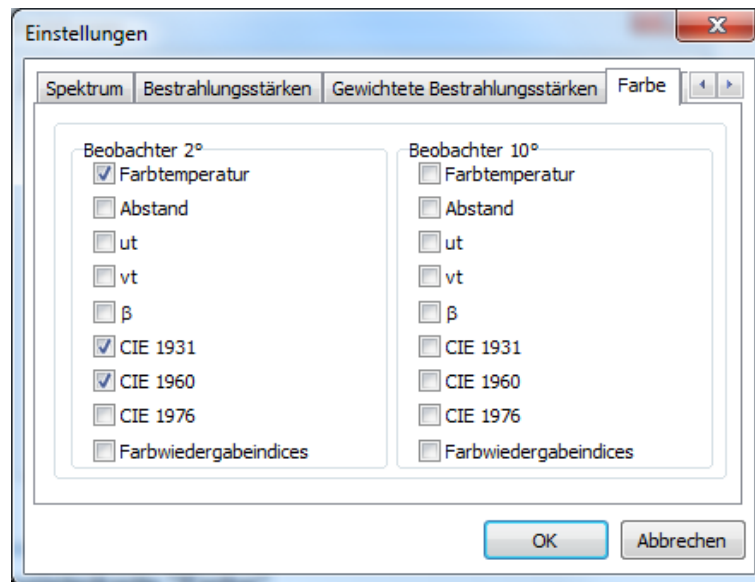 Einstellungen
Spektrum Bestrahlungsstärken Gewichtete Bestrahlungsstärken Farbe
Beobachter 2°
Farbtemperatur
Abstand
ut
vt
β
CIE 1931
CIE 1960
CIE 1976
Farbwiedergabeindices
Beobachter 10°
Farbtemperatur
Abstand
ut
vt
β
CIE 1931
CIE 1960
CIE 1976
Farbwiedergabeindices
OK Abbrechen